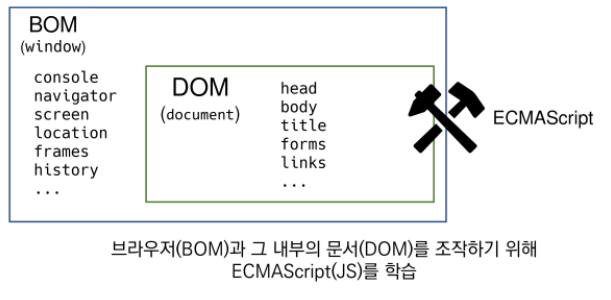 BOM
(window)
console
navigator
screen
location
frames
history
...
DOM
(document)
head
body
title
forms
links
...
ECMAScript
브라우저(BOM)과 그 내부의 문서(DOM)를 조작하기 위해
ECMAScript(JS)를 학습